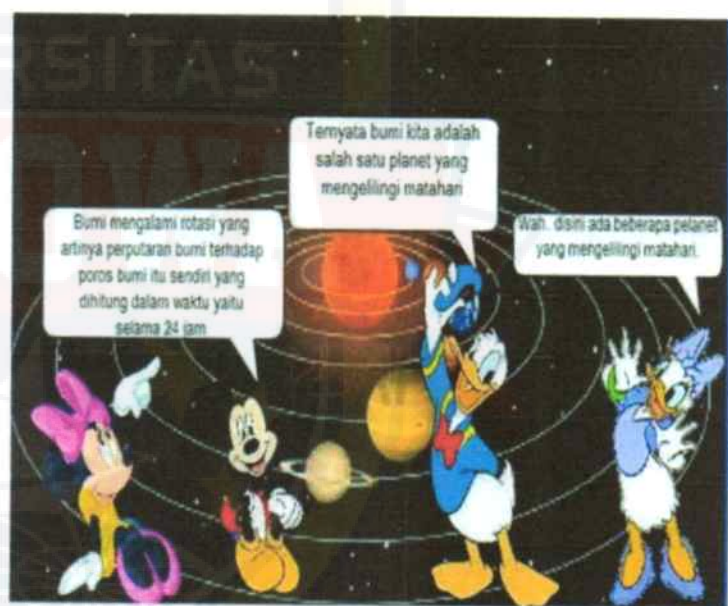 RSITAS
Ternyata bumi kita adalah
salah satu planet yang
mengelilingi matahari
Bumi mengalami rotasi yang
artinya perputaran bumi terhadap
poros bumi itu sendiri yang
dihitung dalam waktu yaitu
selama 24 jam
Wah, disini ada beberapa pelanet
yang mengelilingi matahari.